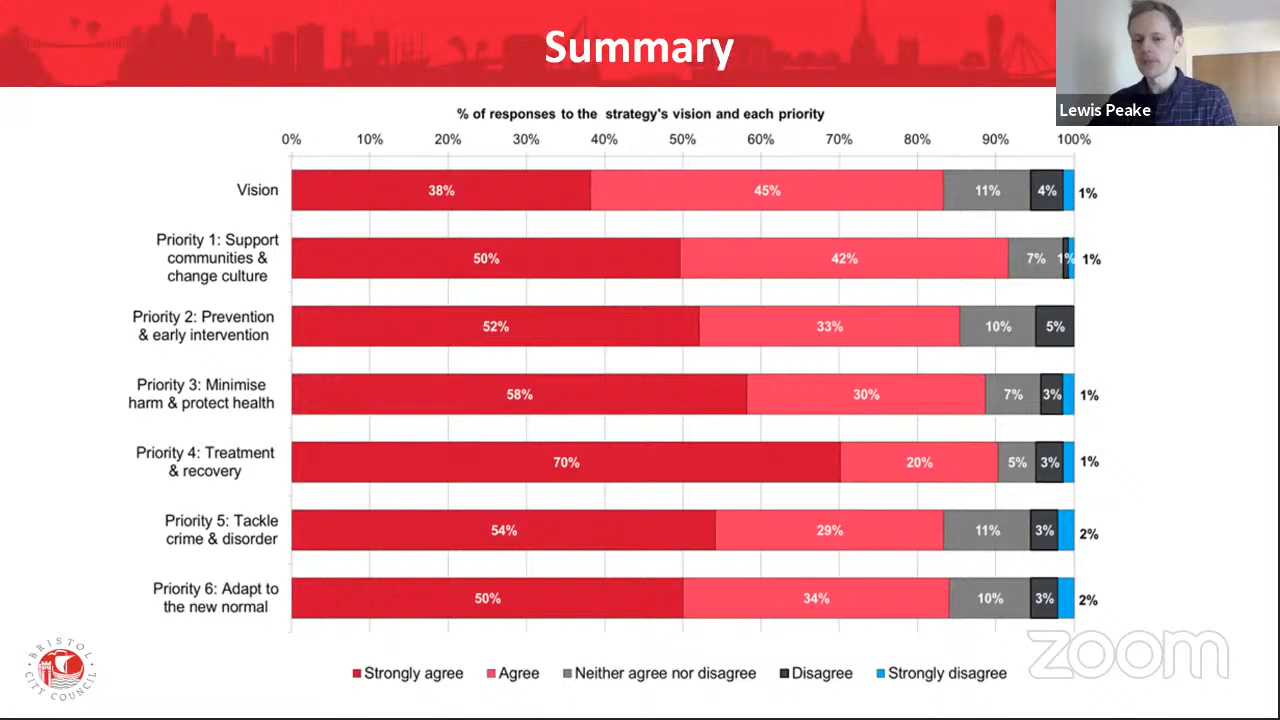 Summary
Lewis Peake
% of responses to the strategy's vision and each priority
0% 10% 20% 30% 40% 50% 60% 70% 80% 90% 100%
Vision
38% 45% 11% 4% 1%
Priority 1: Support
communities &
change culture
50% 42% 7% 1% 1%
Priority 2: Prevention
& early intervention
52% 33% 10% 5%
Priority 3: Minimise
harm & protect health
58% 30% 7% 3% 1%
Priority 4: Treatment
& recovery
70% 20% 5% 3% 1%
Priority 5: Tackle
crime & disorder
54% 29% 11% 3% 2%
Priority 6: Adapt to
the new normal
50% 34% 10% 3% 2%
Strongly agree Agree Neither agree nor disagree Disagree Strongly disagree
BRISTOL
CITY COUNCIL
zoom